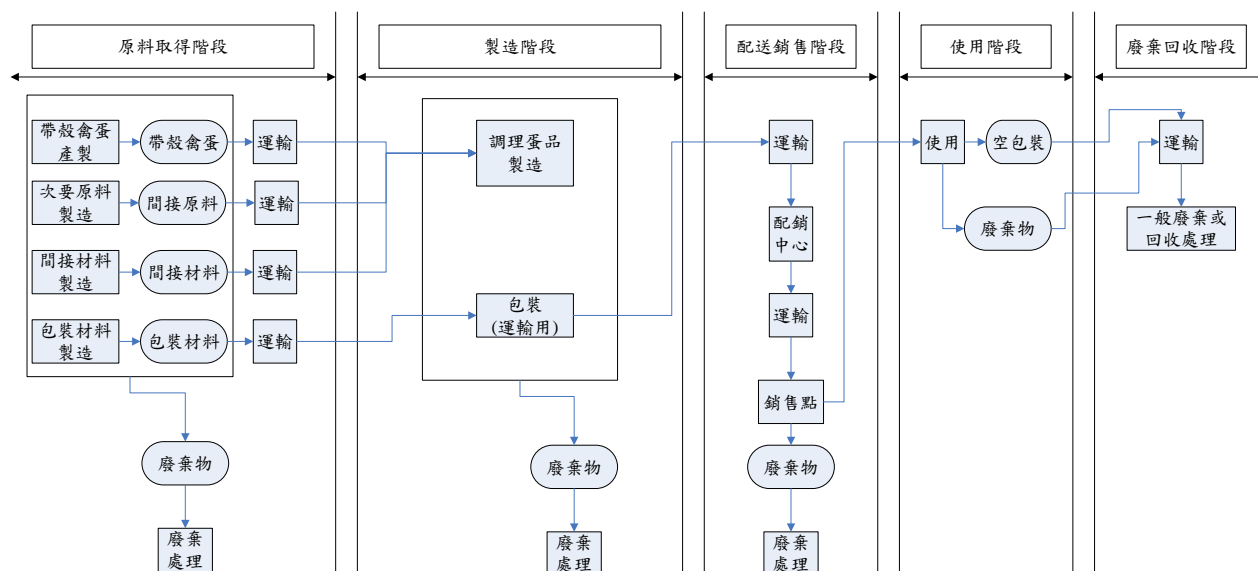 原料取得階段
製造階段
配送銷售階段
使用階段
廢棄回收階段
帶殼禽蛋
產製
帶殼禽蛋
運輸
次要原料
製造
間接原料
運輸
間接材料
製造
間接材料
運輸
包裝材料
製造
包裝材料
運輸
廢棄物
廢棄
處理
調理蛋品
製造
包裝
(運輸用)
廢棄物
廢棄
處理
運輸
配銷
中心
運輸
銷售點
廢棄物
廢棄
處理
使用
空包裝
廢棄物
運輸
一般廢棄或
回收處理